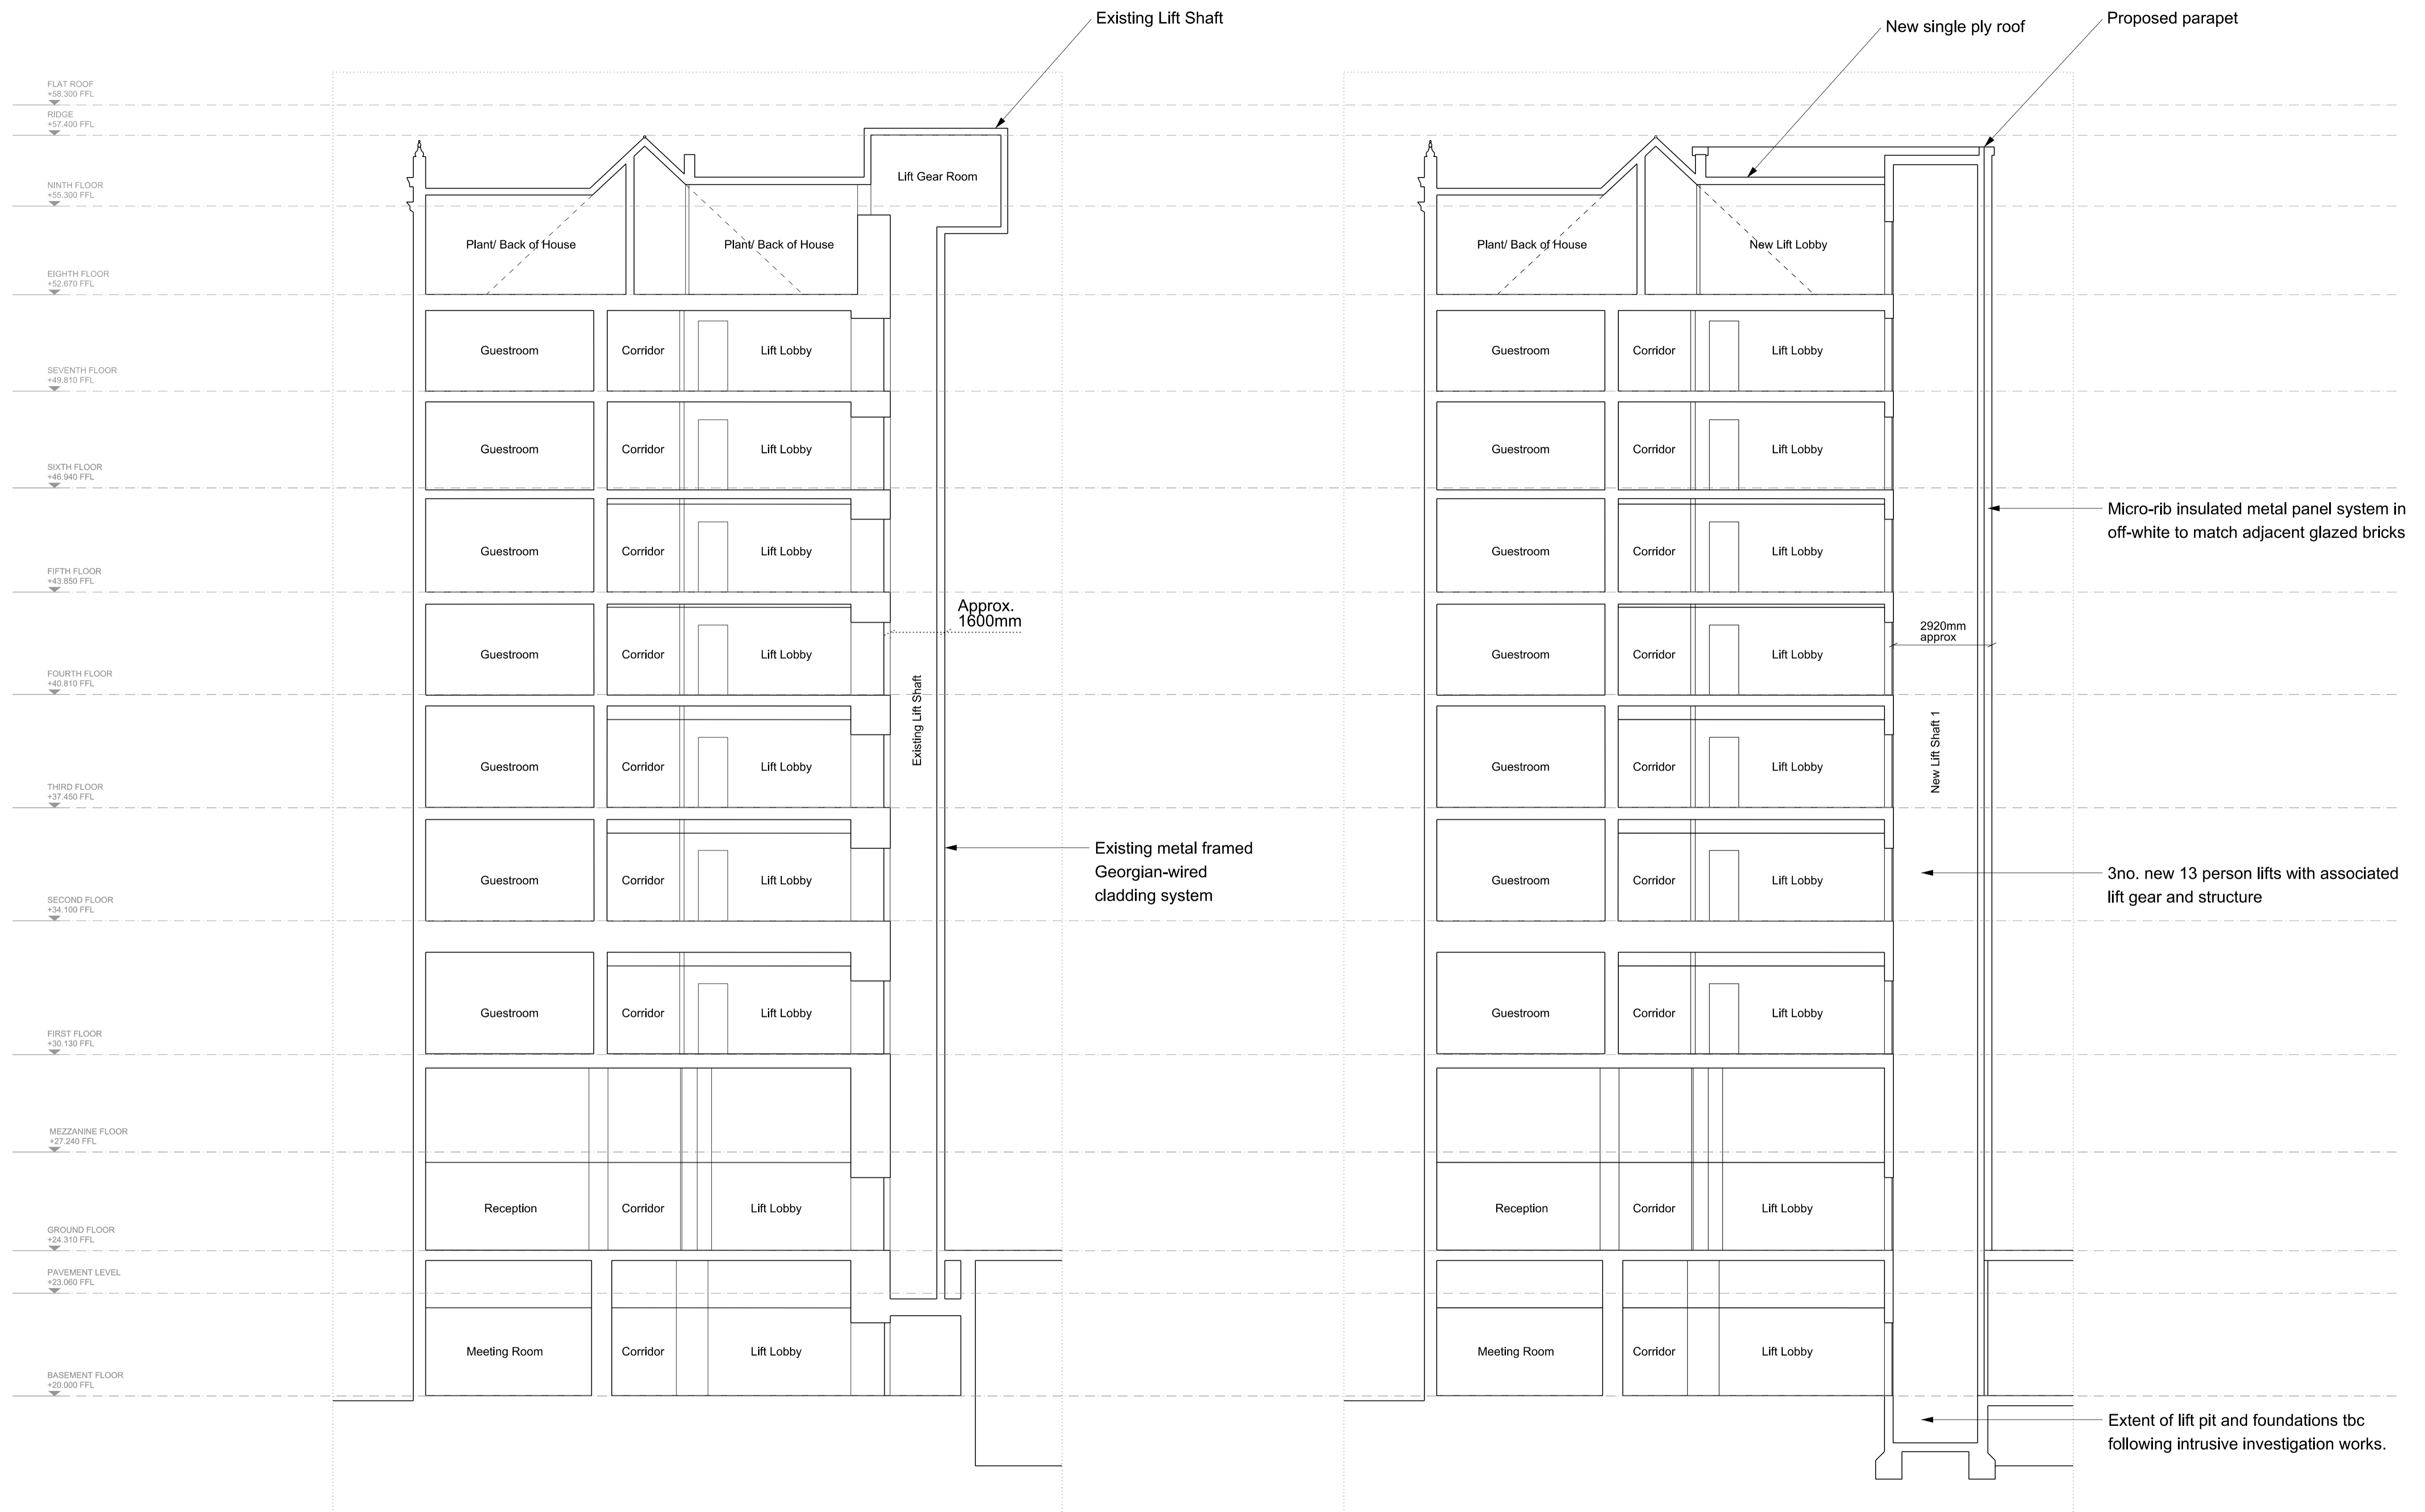 Existing Lift Shaft
New single ply roof
Proposed parapet
FLAT ROOF
+58.300 FFL
RIDGE
+57.400 FFL
NINTH FLOOR
+55.300 FFL
Lift Gear Room
Plant/ Back of House
Plant/ Back of House
Plant/ Back of House
New Lift Lobby
EIGHTH FLOOR
+52.670 FFL
Guestroom
Corridor
Lift Lobby
Guestroom
Corridor
Lift Lobby
SEVENTH FLOOR
+49.810 FFL
Guestroom
Corridor
Lift Lobby
Guestroom
Corridor
Lift Lobby
SIXTH FLOOR
+46.940 FFL
Micro-rib insulated metal panel system in
off-white to match adjacent glazed bricks
Guestroom
Corridor
Lift Lobby
Guestroom
Corridor
Lift Lobby
FIFTH FLOOR
+43.850 FFL
Approx.
1600mm
2920mm
approx
Guestroom
Corridor
Lift Lobby
Guestroom
Corridor
Lift Lobby
FOURTH FLOOR
+40.810 FFL
Existing Lift Shaft
New Lift Shaft 1
Guestroom
Corridor
Lift Lobby
Guestroom
Corridor
Lift Lobby
THIRD FLOOR
+37.450 FFL
Existing metal framed
Georgian-wired
cladding system
3no. new 13 person lifts with associated
lift gear and structure
Guestroom
Corridor
Lift Lobby
Guestroom
Corridor
Lift Lobby
SECOND FLOOR
+34.100 FFL
Guestroom
Corridor
Lift Lobby
Guestroom
Corridor
Lift Lobby
FIRST FLOOR
+30.130 FFL
MEZZANINE FLOOR
+27.240 FFL
Reception
Corridor
Lift Lobby
Reception
Corridor
Lift Lobby
GROUND FLOOR
+24.310 FFL
PAVEMENT LEVEL
+23.060 FFL
Meeting Room
Corridor
Lift Lobby
Meeting Room
Corridor
Lift Lobby
BASEMENT FLOOR
+20.000 FFL
Extent of lift pit and foundations tbc
following intrusive investigation works.